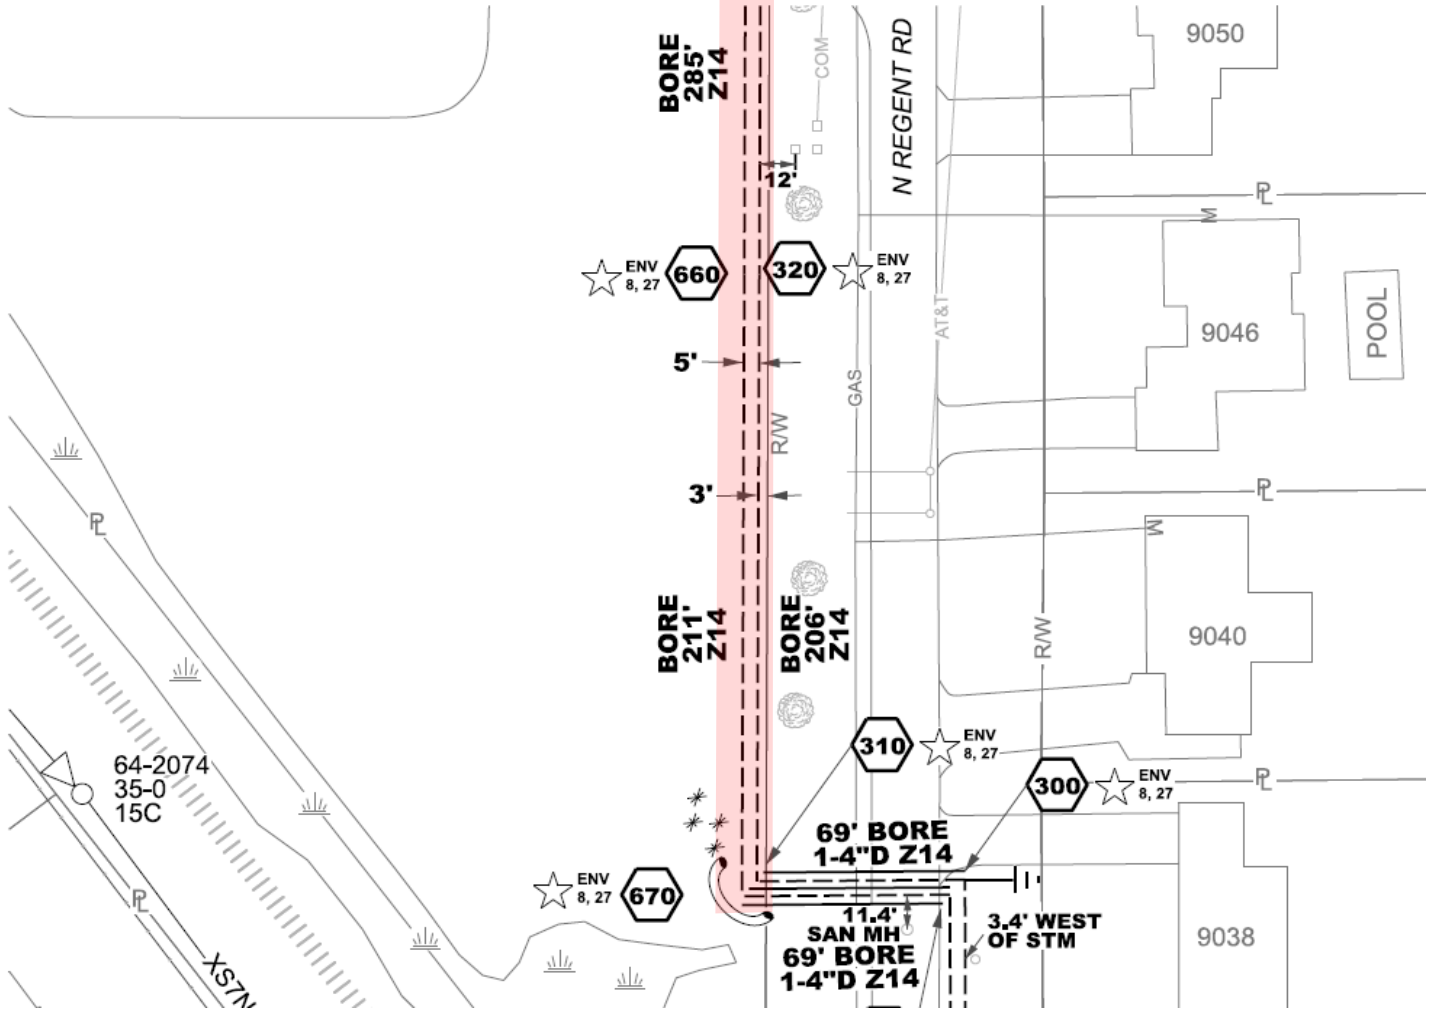 BORE
285'
Z14
COM
N REGENT RD
9050
12'
PL
M
ENV
8, 27
660
320
ENV
8, 27
AT&T
9046
POOL
5'
GAS
R/W
3'
PL
PL
M
BORE
211'
Z14
BORE
206'
Z14
R/W
9040
64-2074
35-0
15C
310
ENV
8, 27
300
ENV
8, 27
PL
69' BORE
1-4"D Z14
ENV
8, 27
670
PL
11.4'
SAN MH
3.4' WEST
OF STM
9038
69' BORE
1-4"D Z14
XS7N